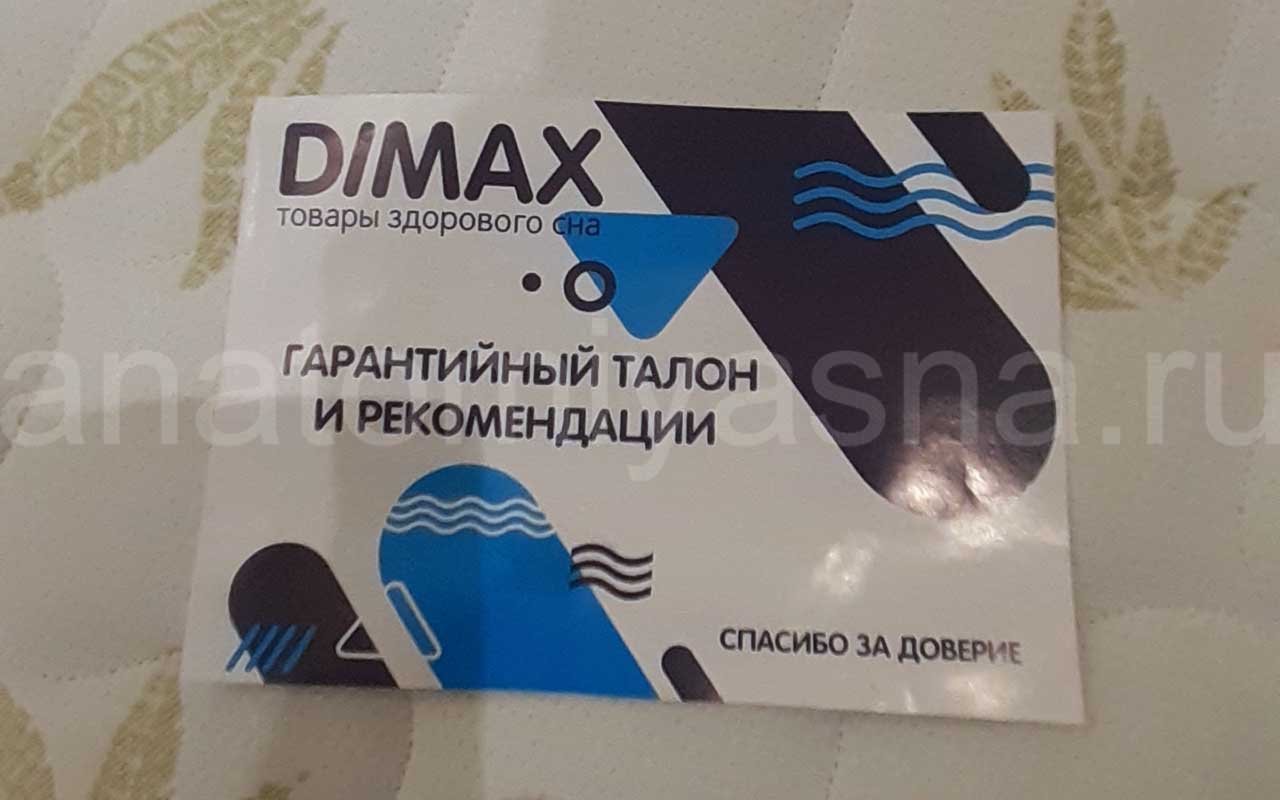 DIMAX
товары здорового сна
ГАРАНТИЙНЫЙ ТАЛОН
И РЕКОМЕНДАЦИИ
СПАСИБО ЗА ДОВЕРИЕ
anatomiyasna.ru